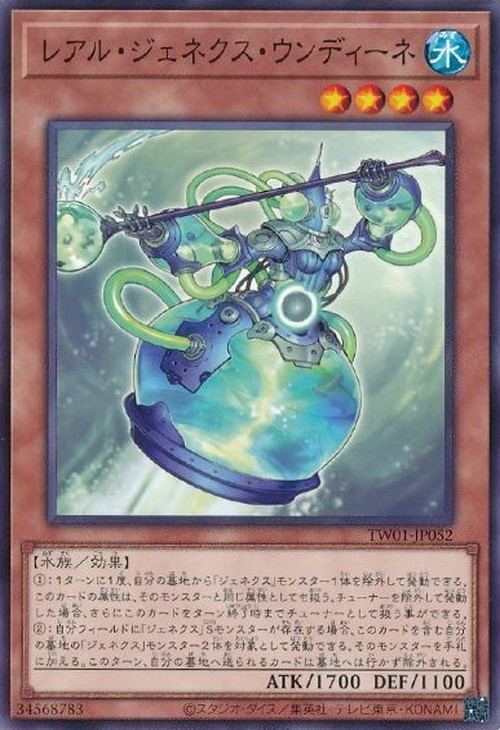 レアル・ジェネクス・ウンディーネ
水
TW01-JP052
【水族／効果】
①：1ターンに1度、自分の墓地から「ジェネクス」モンスター1体を除外して発動できる。
このカードの属性は、そのモンスターと同じ属性としても扱う。チューナーを除外して発動
した場合、さらにこのカードをターン終了時までチューナーとして扱う事ができる。
②：自分フィールドに「ジェネクス」Sモンスターが存在する場合、このカードを含む自分
の墓地の「ジェネクス」モンスター2体を対象として発動できる。そのモンスターを手札
に加える。このターン、自分の墓地へ送られるカードは墓地へは行かず除外される。
ATK/1700 DEF/1100
34568783
©スタジオ・ダイス／集英社・テレビ東京・KONAMI